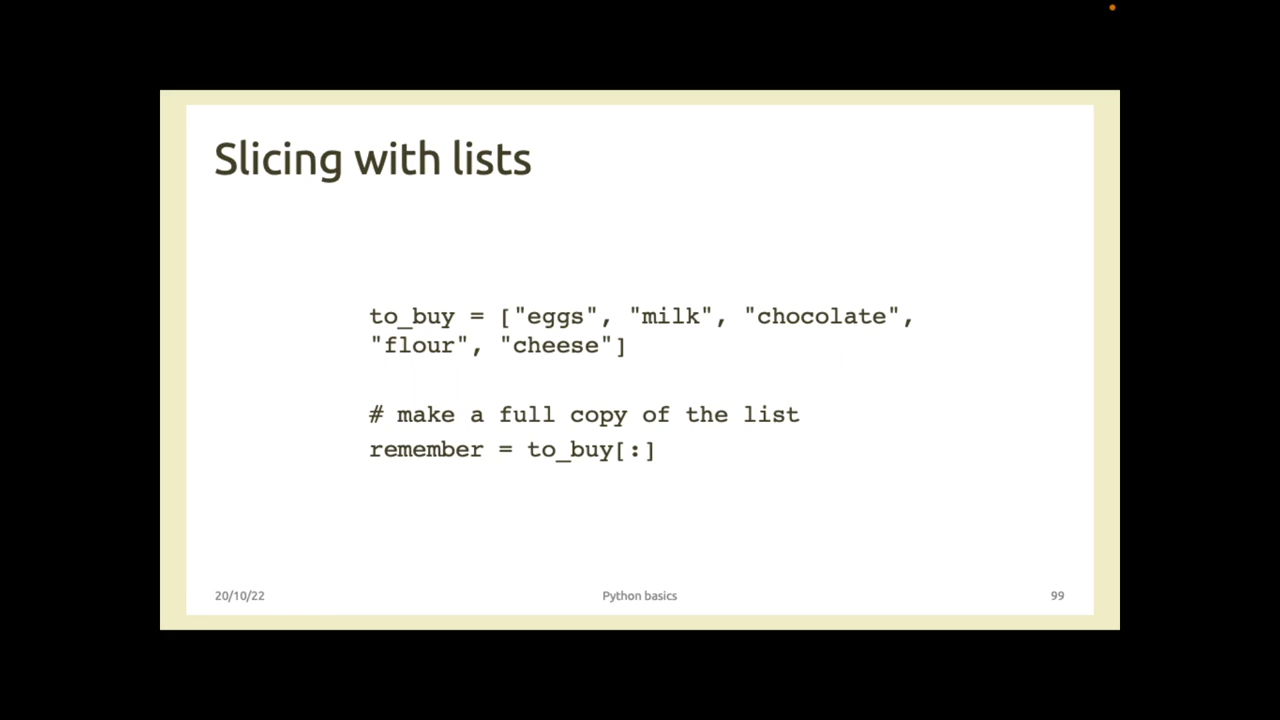 Slicing with lists
to_buy = ["eggs", "milk", "chocolate",
"flour", "cheese"]
# make a full copy of the list
remember = to_buy[:]
20/10/22
Python basics
99